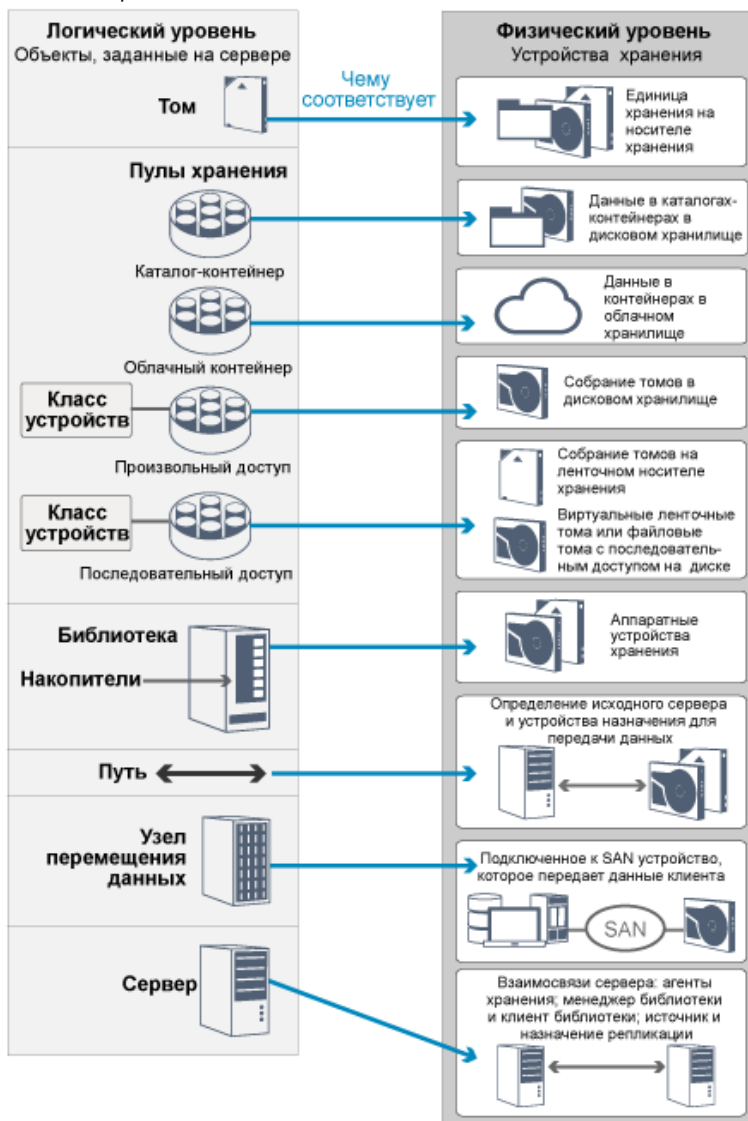 Логический уровень
Объекты, заданные на сервере
Физический уровень
Устройства хранения
Чему
соответствует
Том
Единица
хранения на
носителе
хранения
Пулы хранения
Каталог-контейнер
Данные в каталогах-
контейнерах в
дисковом хранилище
Облачный контейнер
Данные в
контейнерах в
облачном
хранилище
Класс
устройств
Произвольный доступ
Собрание томов в
дисковом хранилище
Класс
устройств
Последовательный доступ
Собрание томов на
ленточном носителе
хранения
Виртуальные ленточные
тома или файловые
тома с последователь-
ным доступом на диске
Библиотека
Накопители
Аппаратные
устройства
хранения
Путь
Определение исходного сервера
и устройства назначения для
передачи данных
Узел
перемещения
данных
Подключенное к SAN устройство,
которое передает данные клиента
SAN
Сервер
Взаимосвязи сервера: агенты
хранения; менеджер библиотеки
и клиент библиотеки; источник и
назначение репликации